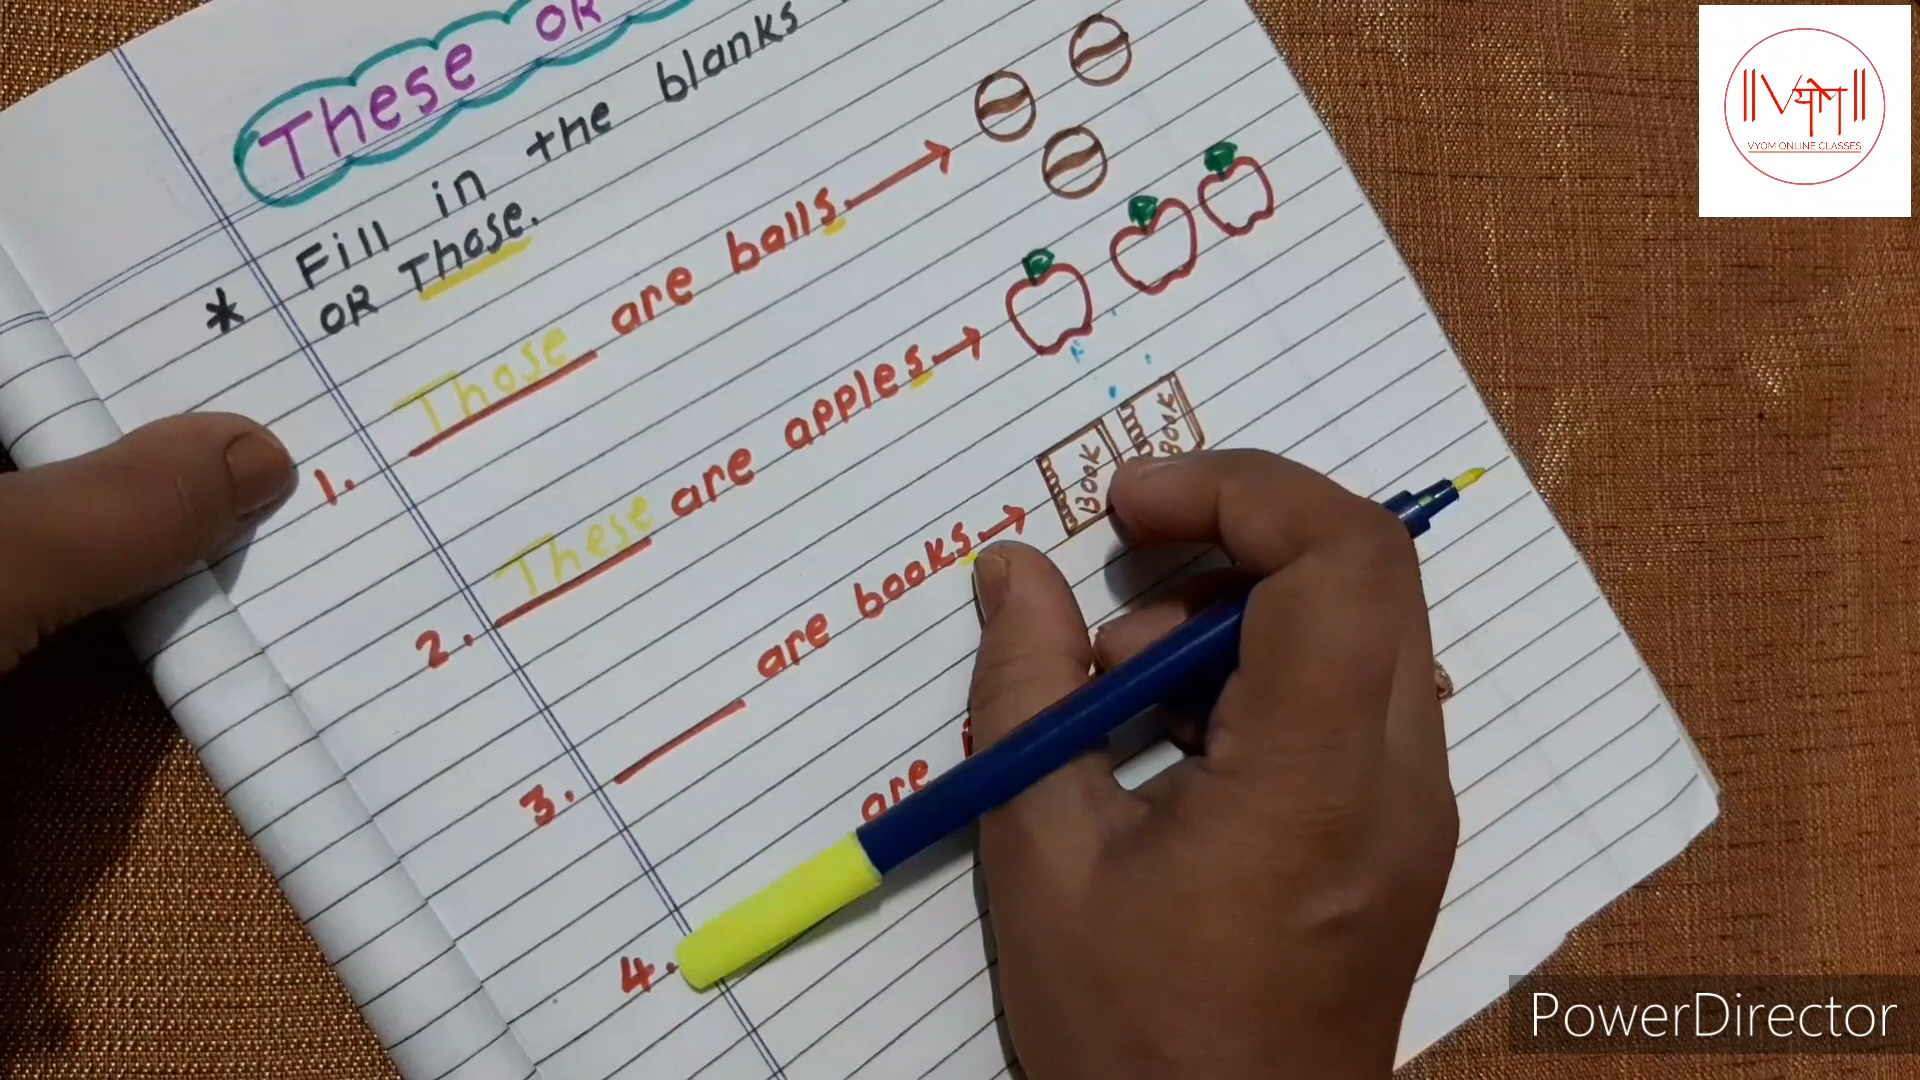 These OR
* Fill in the blanks
OR Those.
1. Those are balls.
2. These are apples
3. are books.
BOOK
BOOK
4. are
||व्योम||
VYOM ONLINE CLASSES
PowerDirector